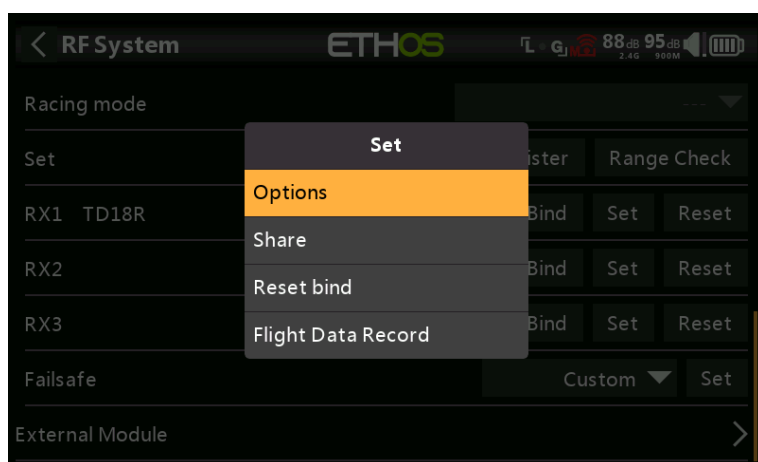 RF System
ETHOS
L G M 88dB 95dB
2.4G 900M
Racing mode ---
Set ister Range Check
Set
Options
Share
Reset bind
Flight Data Record
RX1 TD18R Bind Set Reset
RX2 Bind Set Reset
RX3 Bind Set Reset
Failsafe Custom Set
External Module